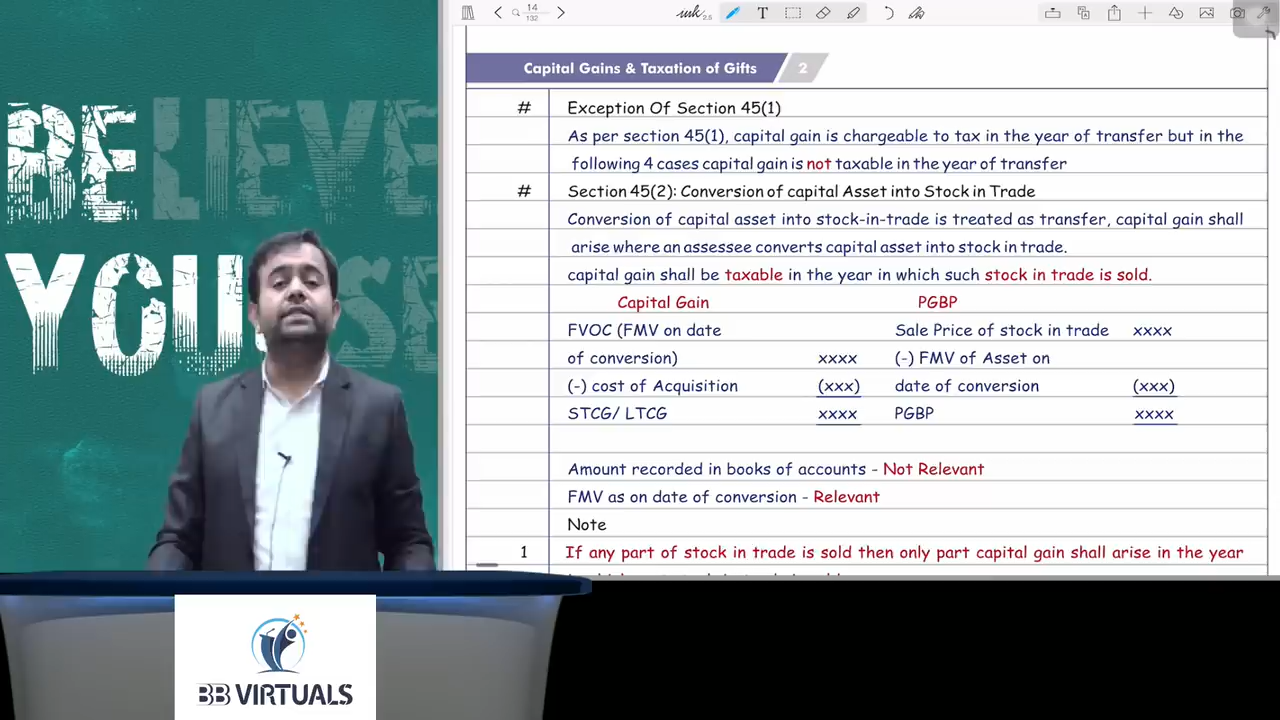 BELIEVE
YOURSE
BB VIRTUALS
14
132
ink 2.5
T
Capital Gains & Taxation of Gifts 2
# Exception Of Section 45(1)
As per section 45(1), capital gain is chargeable to tax in the year of transfer but in the
following 4 cases capital gain is not taxable in the year of transfer
# Section 45(2): Conversion of capital Asset into Stock in Trade
Conversion of capital asset into stock-in-trade is treated as transfer, capital gain shall
arise where an assessee converts capital asset into stock in trade.
capital gain shall be taxable in the year in which such stock in trade is sold.
Capital Gain PGBP
FVOC (FMV on date Sale Price of stock in trade xxxx
of conversion) xxxx (-) FMV of Asset on
(-) cost of Acquisition (xxx) date of conversion (xxx)
STCG/ LTCG xxxx PGBP xxxx
Amount recorded in books of accounts - Not Relevant
FMV as on date of conversion - Relevant
Note
1 If any part of stock in trade is sold then only part capital gain shall arise in the year